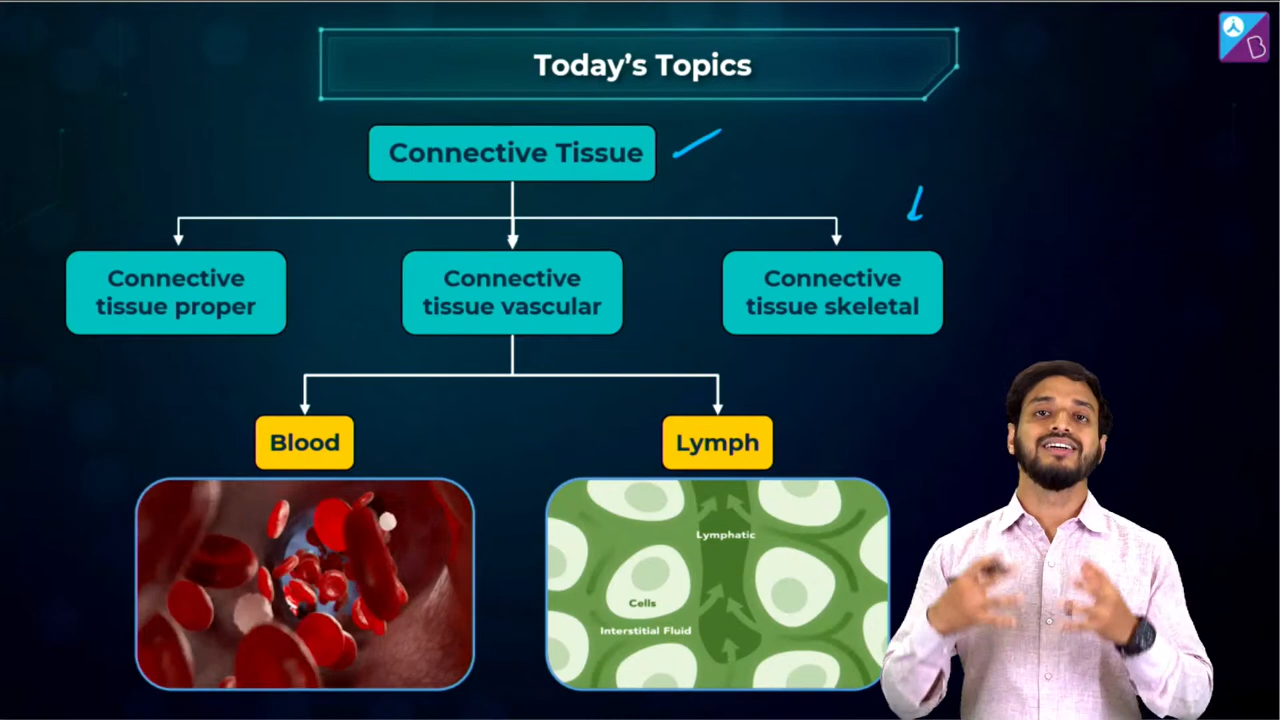 Today's Topics
Connective Tissue
Connective
tissue proper
Connective
tissue vascular
Connective
tissue skeletal
Blood
Lymph
Lymphatic
Cells
Interstitial Fluid
B